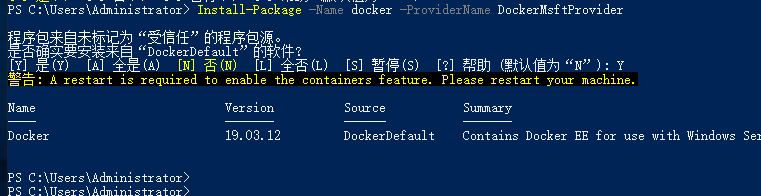 PS C:\Users\Administrator> Install-Package -Name docker -ProviderName DockerMsftProvider
程序包来自未标记为“受信任”的程序包源。
是否确实要安装来自“DockerDefault”的软件?
[Y] 是(Y)  [A] 全是(A)  [N] 否(N)  [L] 全否(L)  [S] 暂停(S)  [?] 帮助 (默认值为“N”): Y
警告: A restart is required to enable the containers feature. Please restart your machine.
Name Version Source Summary
Docker 19.03.12 DockerDefault Contains Docker EE for use with Windows Ser
PS C:\Users\Administrator>
PS C:\Users\Administrator>